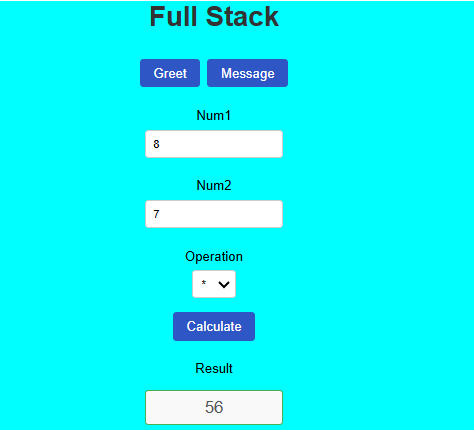 Full Stack
Greet Message
Num1
8
Num2
7
Operation
*
Calculate
Result
56